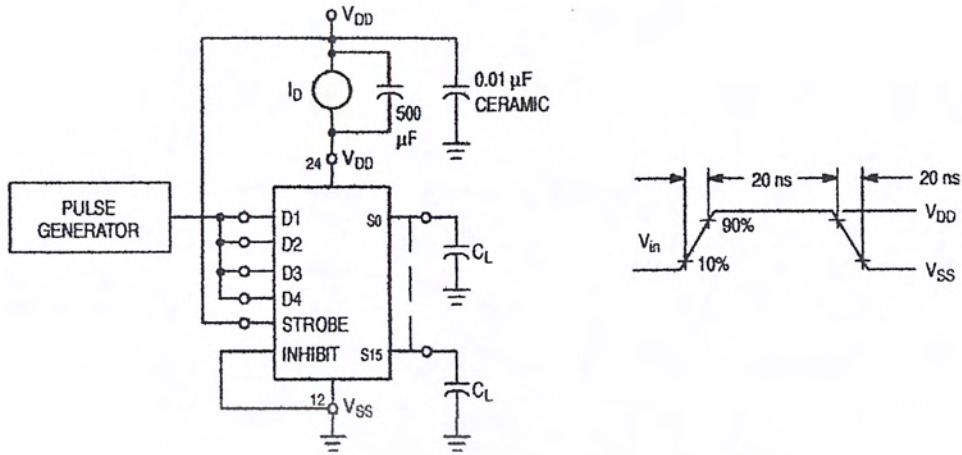 V_DD
I_D
500
μF
0.01 μF
CERAMIC
24 V_DD
PULSE
GENERATOR
D1
D2
D3
D4
STROBE
INHIBIT
S0
S15
C_L
C_L
12 V_SS
20 ns
20 ns
V_in
90%
10%
V_DD
V_SS